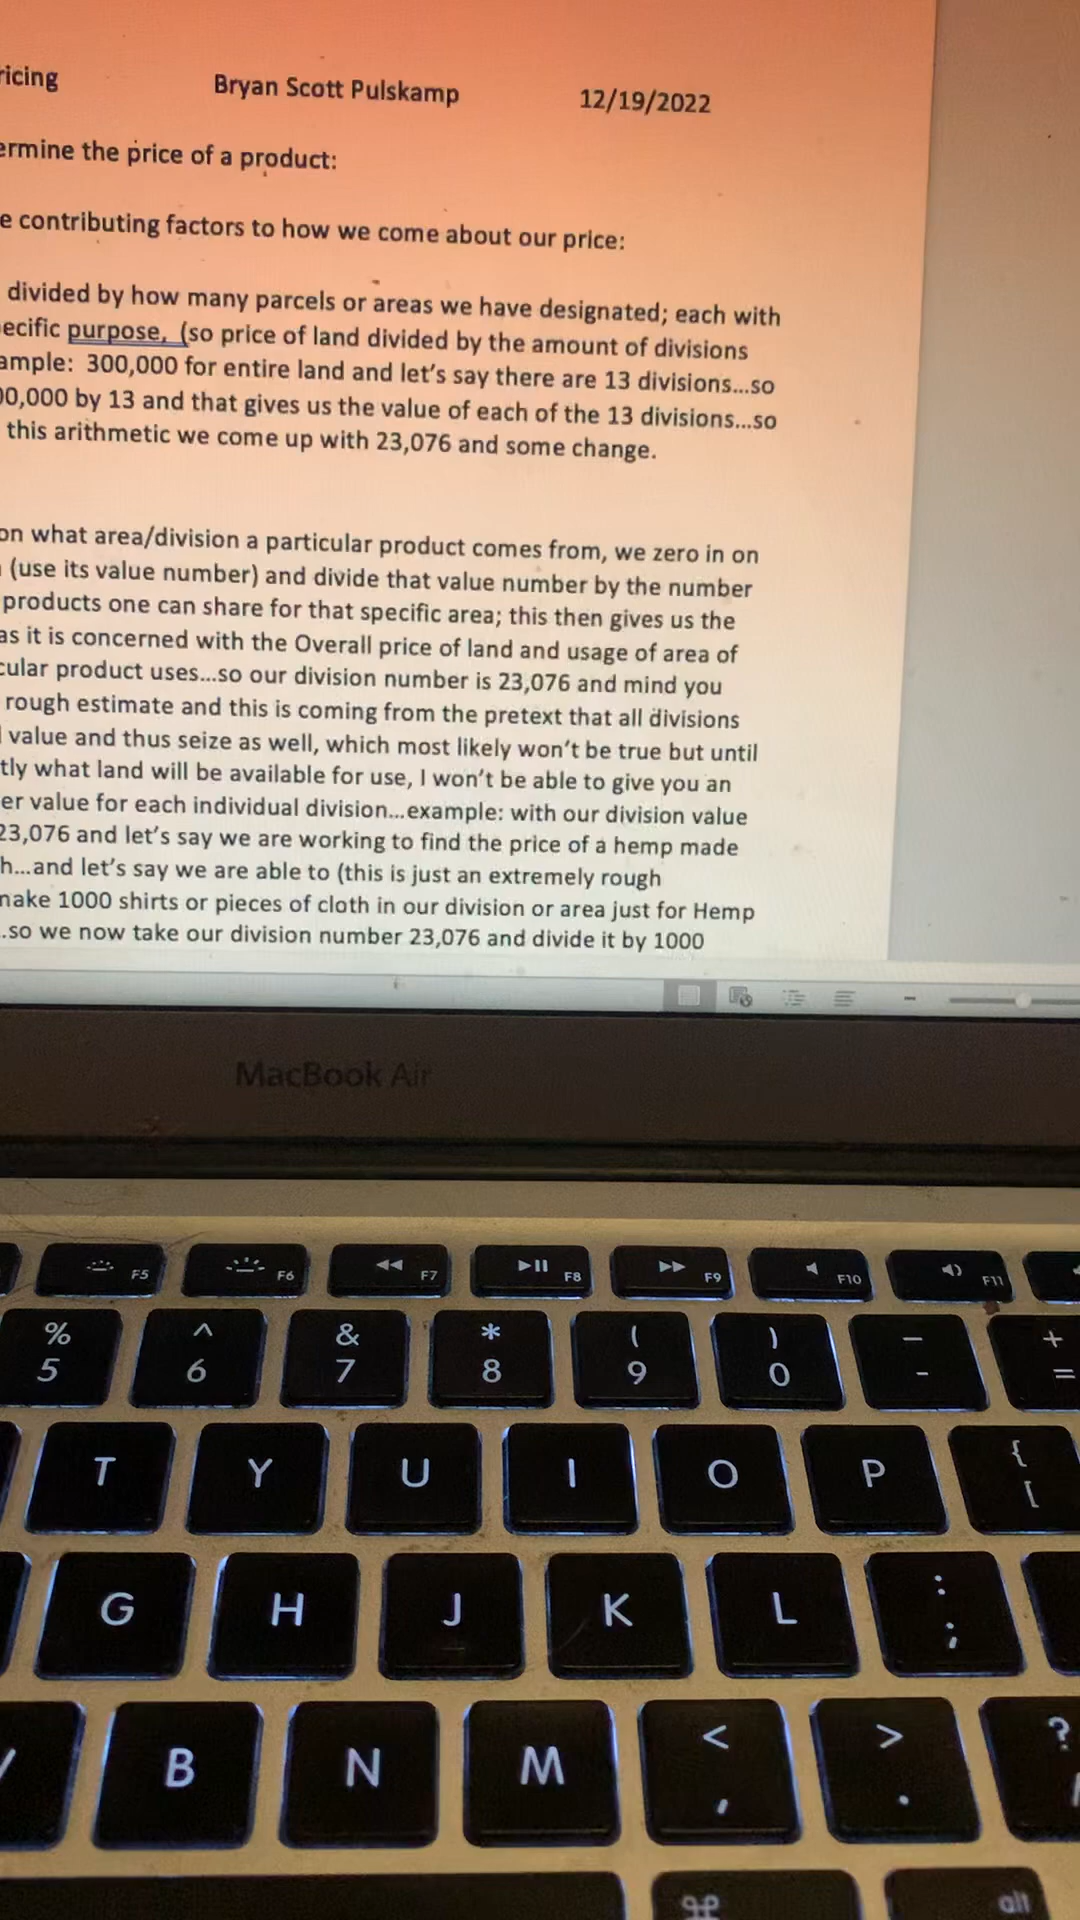 ricing Bryan Scott Pulskamp 12/19/2022
ermine the price of a product:
e contributing factors to how we come about our price:
divided by how many parcels or areas we have designated; each with
ecific purpose, (so price of land divided by the amount of divisions
ample: 300,000 for entire land and let's say there are 13 divisions...so
00,000 by 13 and that gives us the value of each of the 13 divisions...so
this arithmetic we come up with 23,076 and some change.
on what area/division a particular product comes from, we zero in on
(use its value number) and divide that value number by the number
products one can share for that specific area; this then gives us the
as it is concerned with the Overall price of land and usage of area of
cular product uses...so our division number is 23,076 and mind you
rough estimate and this is coming from the pretext that all divisions
value and thus seize as well, which most likely won't be true but until
tly what land will be available for use, I won't be able to give you an
er value for each individual division...example: with our division value
23,076 and let's say we are working to find the price of a hemp made
h...and let's say we are able to (this is just an extremely rough
make 1000 shirts or pieces of cloth in our division or area just for Hemp
..so we now take our division number 23,076 and divide it by 1000
MacBook Air
F5 F6 F7 F8 F9 F10 F11
% ^ & * ( ) — +
5 6 7 8 9 0 - =
T Y U I O P { [
G H J K L : ;
B N M < , > . ?
⌘ alt